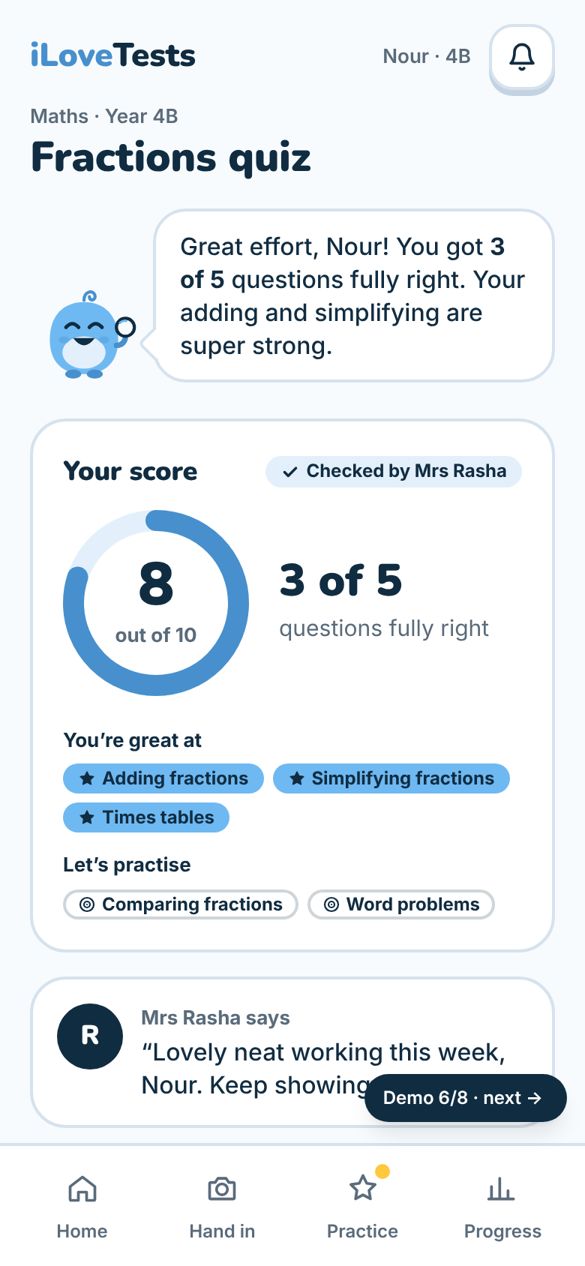 iLoveTests
Nour · 4B
Maths · Year 4B
Fractions quiz
Great effort, Nour! You got 3
of 5 questions fully right. Your
adding and simplifying are
super strong.
Your score
Checked by Mrs Rasha
8
out of 10
3 of 5
questions fully right
You’re great at
Adding fractions
Simplifying fractions
Times tables
Let’s practise
Comparing fractions
Word problems
R
Mrs Rasha says
“Lovely neat working this week,
Nour. Keep showing
Demo 6/8 · next →
Home
Hand in
Practice
Progress